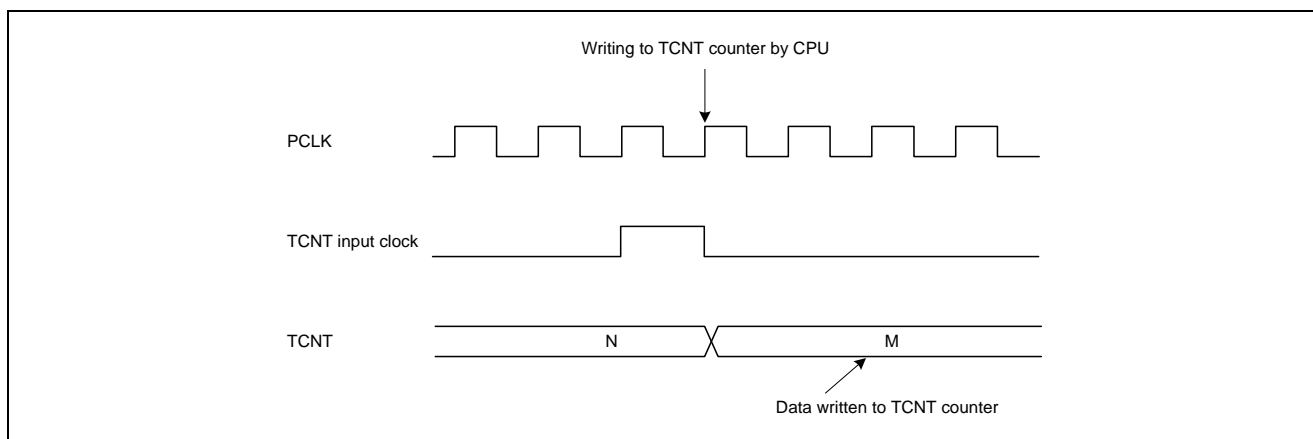 Writing to TCNT counter by CPU
PCLK
TCNT input clock
TCNT
N
M
Data written to TCNT counter